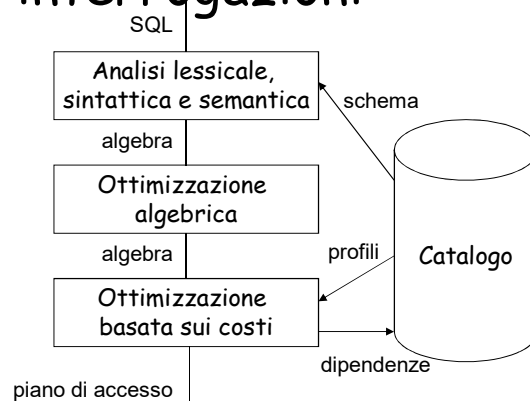 interrogazioni
SQL
Analisi lessicale,
sintattica e semantica
schema
algebra
Ottimizzazione
algebrica
algebra
profili
Catalogo
Ottimizzazione
basata sui costi
dipendenze
piano di accesso